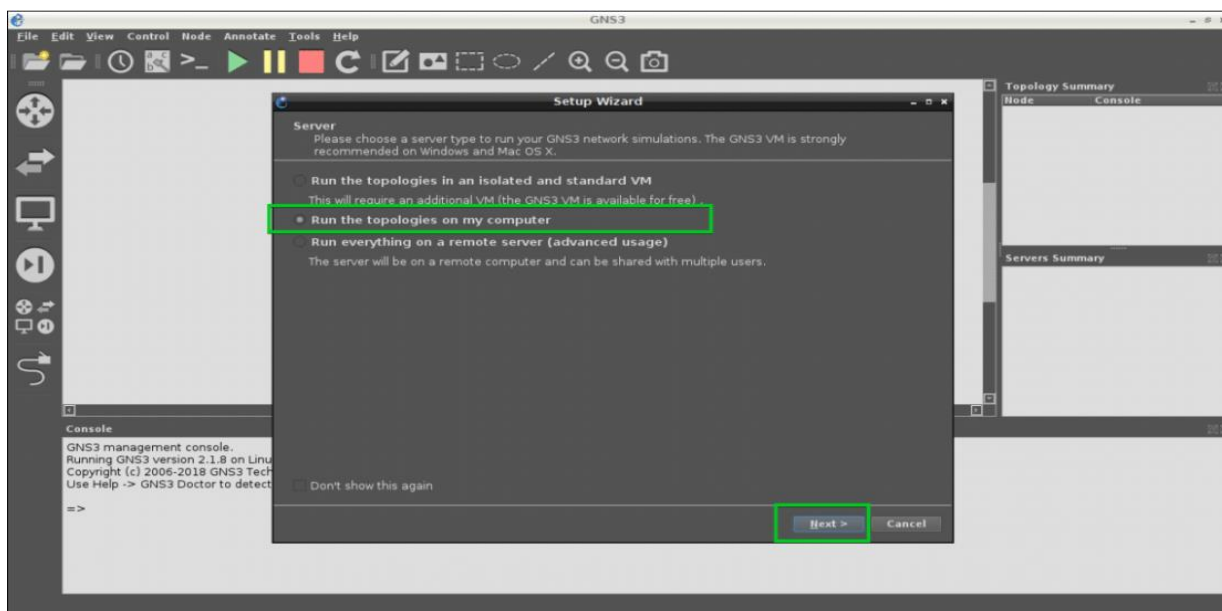 GNS3
File Edit View Control Node Annotate Tools Help
Topology Summary
Node Console
Setup Wizard
Server
Please choose a server type to run your GNS3 network simulations. The GNS3 VM is strongly
recommended on Windows and Mac OS X.
Run the topologies in an isolated and standard VM
This will require an additional VM (the GNS3 VM is available for free) .
Run the topologies on my computer
Run everything on a remote server (advanced usage)
The server will be on a remote computer and can be shared with multiple users.
Don't show this again
Next > Cancel
Servers Summary
Console
GNS3 management console.
Running GNS3 version 2.1.8 on Linu
Copyright (c) 2006-2018 GNS3 Tech
Use Help -> GNS3 Doctor to detect
=>